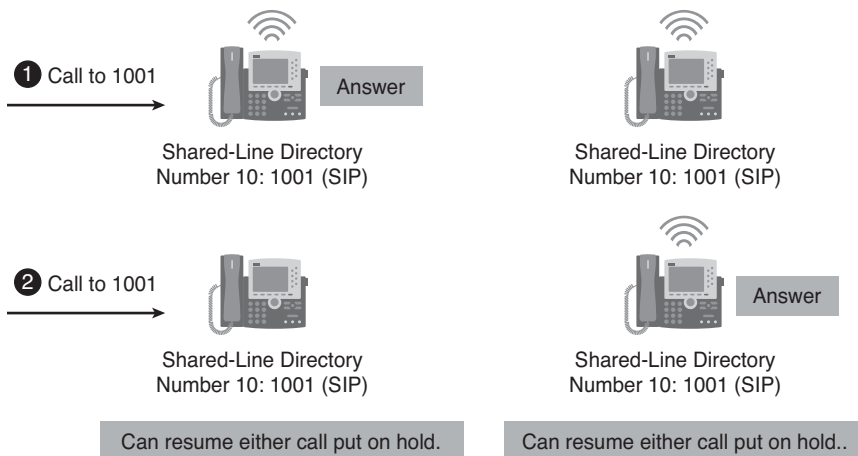 1 Call to 1001
Answer
Shared-Line Directory
Number 10: 1001 (SIP)
Shared-Line Directory
Number 10: 1001 (SIP)
2 Call to 1001
Answer
Shared-Line Directory
Number 10: 1001 (SIP)
Shared-Line Directory
Number 10: 1001 (SIP)
Can resume either call put on hold.
Can resume either call put on hold..